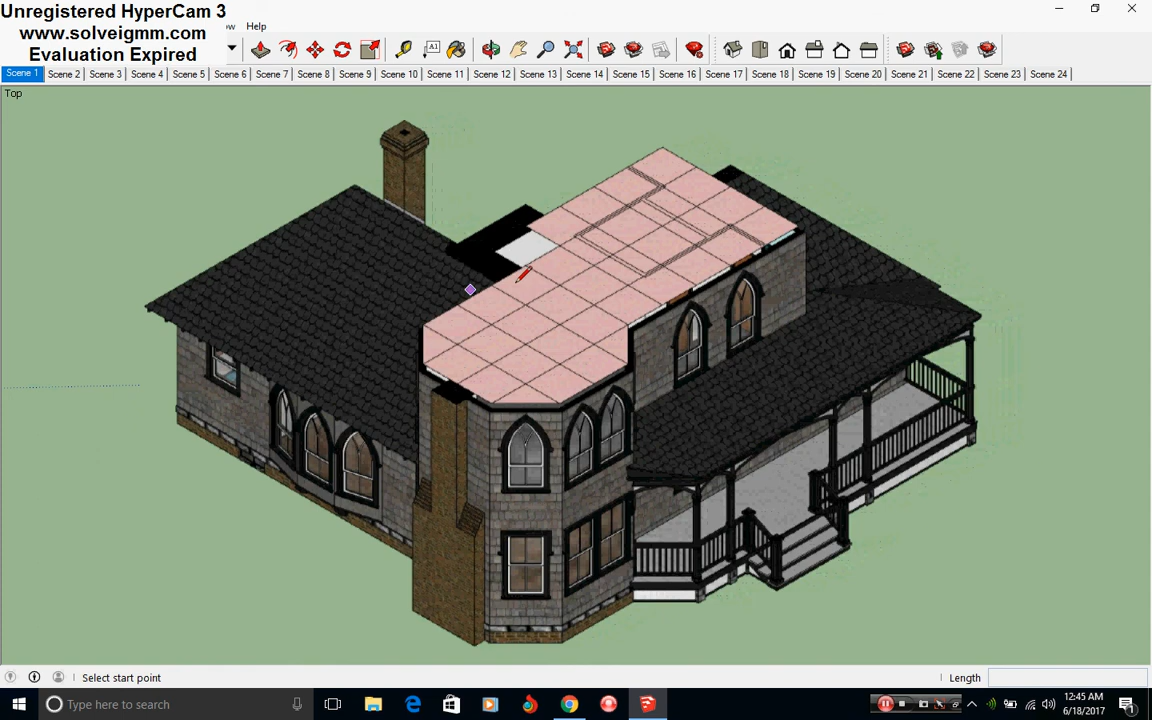 Unregistered HyperCam 3
www.solveigmm.com
Evaluation Expired
ow Help
Scene 1 Scene 2 Scene 3 Scene 4 Scene 5 Scene 6 Scene 7 Scene 8 Scene 9 Scene 10 Scene 11 Scene 12 Scene 13 Scene 14 Scene 15 Scene 16 Scene 17 Scene 18 Scene 19 Scene 20 Scene 21 Scene 22 Scene 23 Scene 24
Top
Select start point
Length
Type here to search
12:45 AM
6/18/2017